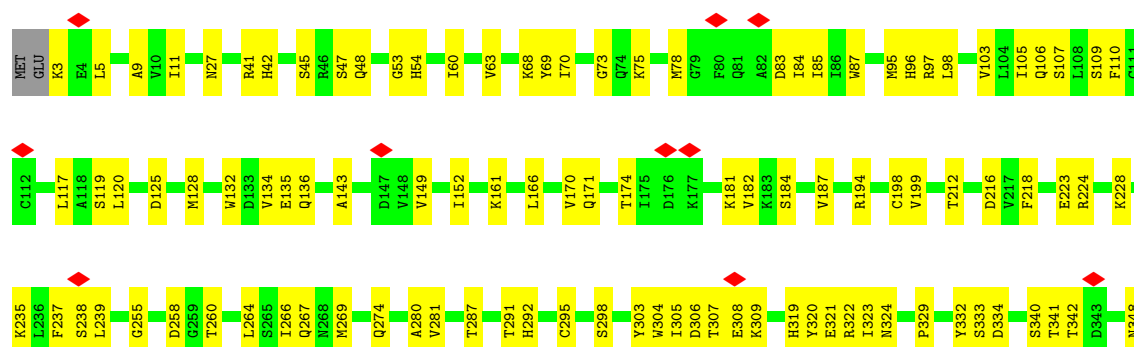 MET GLU K3 E4 L5 A9 V10 I11 N27 R41 H42 S45 R46 S47 Q48 G53 H54 I60 V63 K68 Y69 I70 G73 Q74 K75 M78 G79 F80 Q81 A82 D83 I84 I85 I86 W87 M95 H96 R97 L98 V103 L104 I105 Q106 S107 L108 S109 F110 C111
C112 L117 A118 S119 L120 D125 M128 W132 D133 V134 E135 Q136 A143 D147 V148 V149 I152 K161 L166 V170 Q171 T174 I175 D176 K177 K181 V182 K183 S184 V187 R194 C198 V199 T212 D216 V217 F218 E223 R224 K228
K235 L236 F237 S238 L239 G255 D258 G259 T260 L264 S265 I266 Q267 N268 M269 Q274 A280 V281 T287 T291 H292 C295 S298 Y303 W304 I305 D306 T307 E308 K309 H319 Y320 E321 R322 I323 N324 P329 Y332 S333 D334 S340 T341 T342 D343 N348